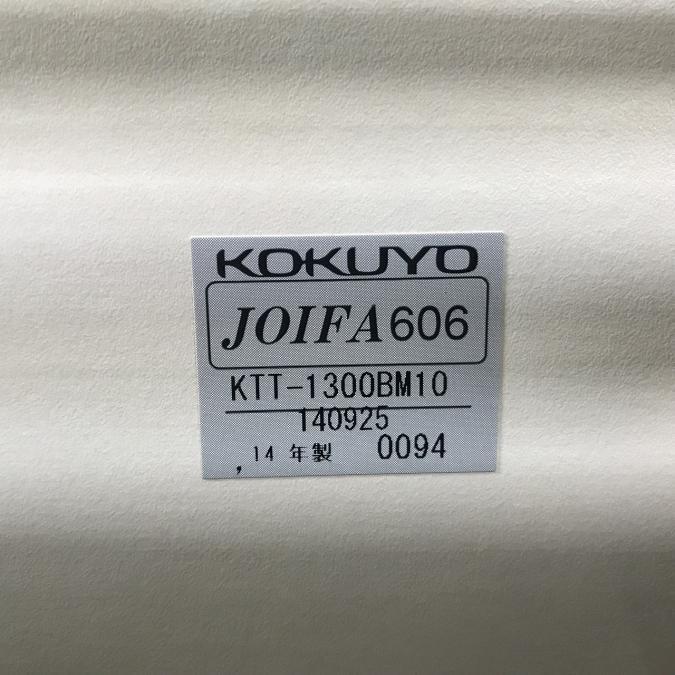 KOKUYO
JOIFA606
KTT-1300BM10
140925
,14 年製 0094